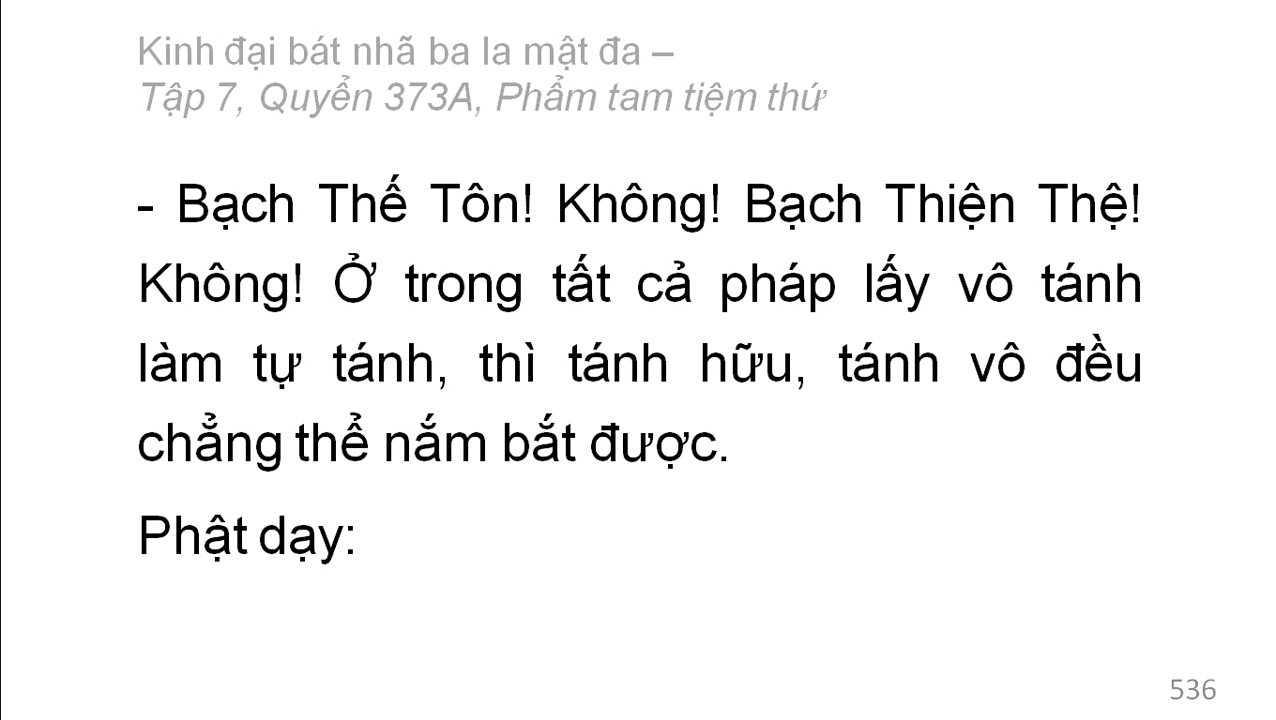 Kinh đại bát nhã ba la mật đa –
Tập 7, Quyển 373A, Phẩm tam tiệm thứ
- Bạch Thế Tôn! Không! Bạch Thiện Thệ!
Không! Ở trong tất cả pháp lấy vô tánh
làm tự tánh, thì tánh hữu, tánh vô đều
chẳng thể nắm bắt được.
Phật dạy:
536